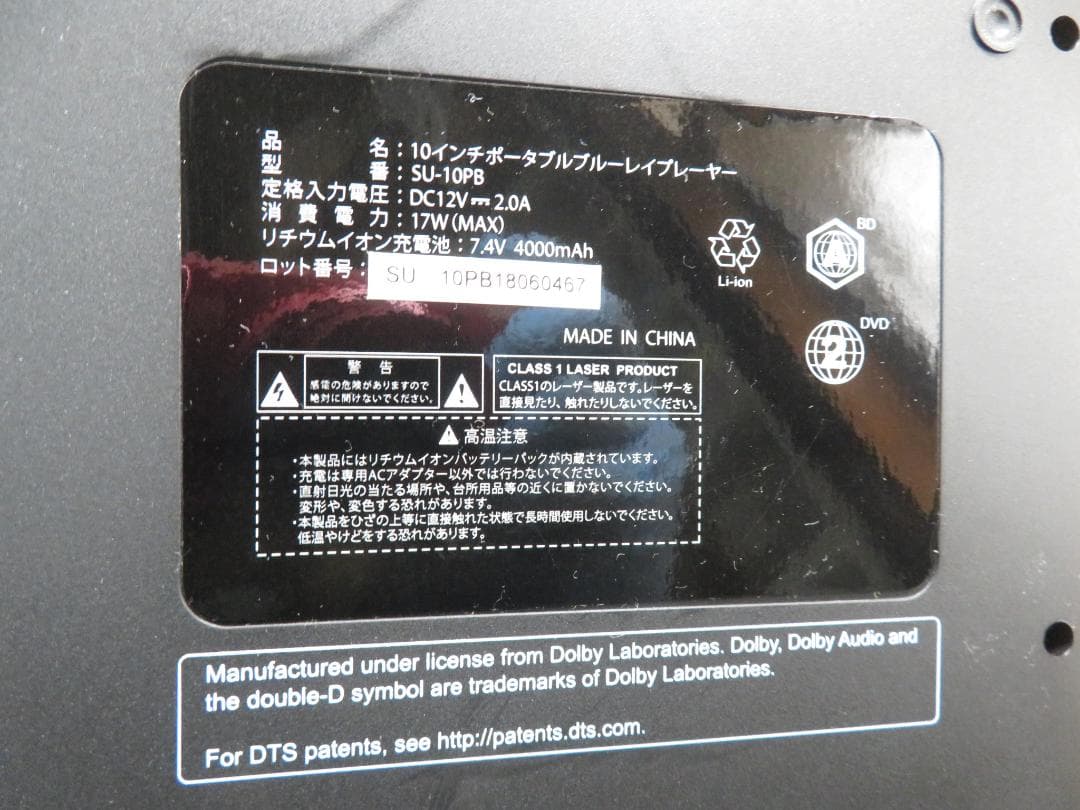 品名：10インチポータブルブルーレイプレーヤー
型番：SU-10PB
定格入力電圧：DC12V⎓2.0A
消費電力：17W(MAX)
リチウムイオン充電池：7.4V 4000mAh
ロット番号：SU 10PB18060467
Li-ion
A
BD
2
DVD
MADE IN CHINA
警告
感電の危険がありますので
絶対に開けないでください。
CLASS 1 LASER PRODUCT
CLASS1のレーザー製品です。レーザーを
直接見たり、触れたりしないでください。
高温注意
・本製品にはリチウムイオンバッテリーパックが内蔵されています。
・充電は専用ACアダプター以外では行わないでください。
・直射日光の当たる場所や、台所用品等の近くに置かないでください。
変形や、変色する恐れがあります。
・本製品をひざの上等に直接触れた状態で長時間使用しないでください。
低温やけどをする恐れがあります。
Manufactured under license from Dolby Laboratories. Dolby, Dolby Audio and
the double-D symbol are trademarks of Dolby Laboratories.
For DTS patents, see http://patents.dts.com.